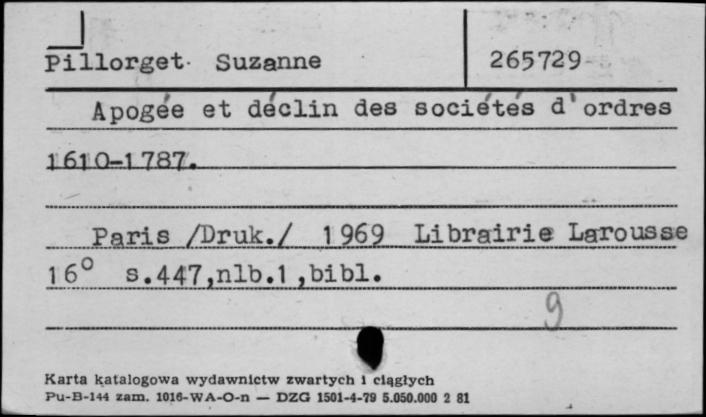 Pillorget Suzanne 265729
Apogée et déclin des sociétés d'ordres
1610-1787.
Paris /Druk./ 1969 Librairie Larousse
16° s.447,nlb.1,bibl.
9
Karta katalogowa wydawnictw zwartych i ciągłych
Pu-B-144 zam. 1016-WA-O-n — DZG 1501-4-79 5.050.000 2 81